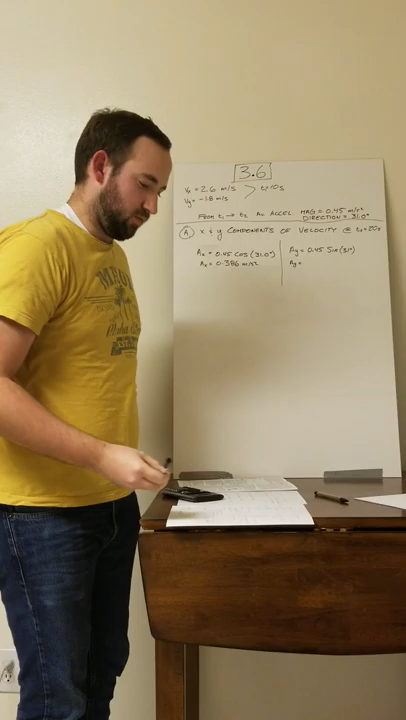 3.6
Vx = 2.6 m/s
Vy = -1.8 m/s
t1=10s
From t1 → t2 Av Accel MAG = 0.45 m/s²
DIRECTION = 31.0°
A x & y COMPONENTS OF VELOCITY @ t2=20s
Ax = 0.45 cos (31.0°)
Ax = 0.386 m/s²
Ay = 0.45 Sin (31°)
Ay =